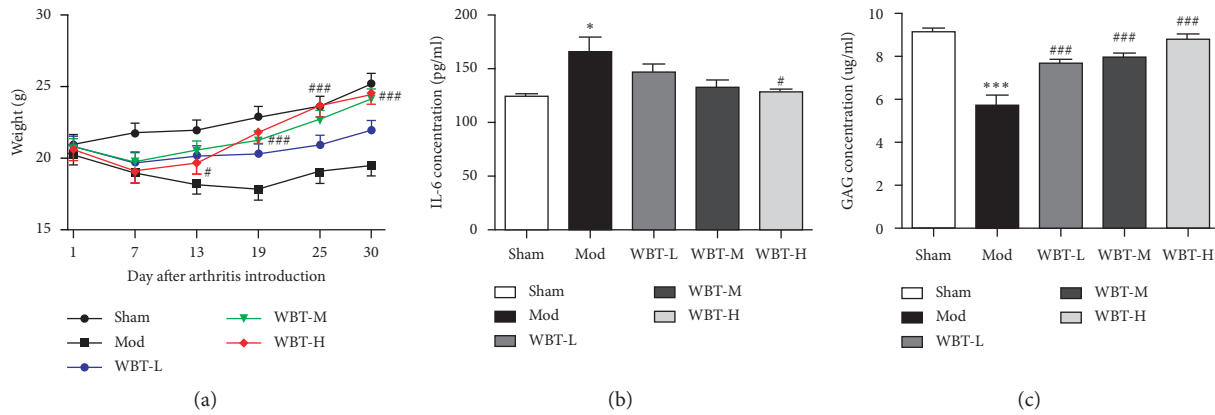 30
25
20
15
Weight (g)
###
###
###
#
1 7 13 19 25 30
Day after arthritis introduction
Sham
Mod
WBT-L
WBT-M
WBT-H
(a)
200
150
100
50
0
IL-6 concentration (pg/ml)
*
#
Sham Mod WBT-L WBT-M WBT-H
Sham
Mod
WBT-L
WBT-M
WBT-H
(b)
10
8
6
4
2
0
GAG concentration (ug/ml)
***
###
###
###
Sham Mod WBT-L WBT-M WBT-H
Sham
Mod
WBT-L
WBT-M
WBT-H
(c)